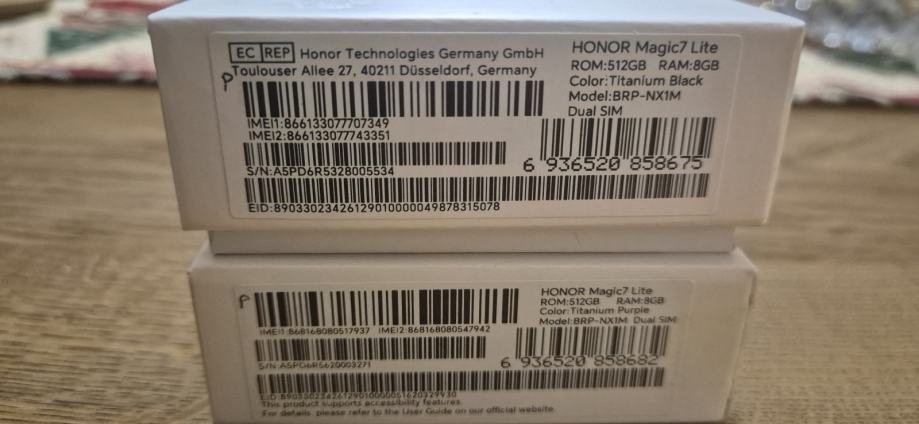 EC REP Honor Technologies Germany GmbH
Toulouser Allee 27, 40211 Düsseldorf, Germany
P
IMEI1:866133077707349
IMEI2:866133077743351
S/N:A5PD6R5328005534
EID:89033023426129010000049878315078
HONOR Magic7 Lite
ROM:512GB RAM:8GB
Color:Titanium Black
Model:BRP-NX1M
Dual SIM
6 936520 858675
P
IMEI1:868168080517937 IMEI2:868168080547942
S/N:A5PD6R5620003271
EID:89033023426129010000051620329930
This product supports accessibility features.
For details, please refer to the User Guide on our official website.
HONOR Magic7 Lite
ROM:512GB RAM:8GB
Color:Titanium Purple
Model:BRP-NX1M Dual SIM
6 936520 858682